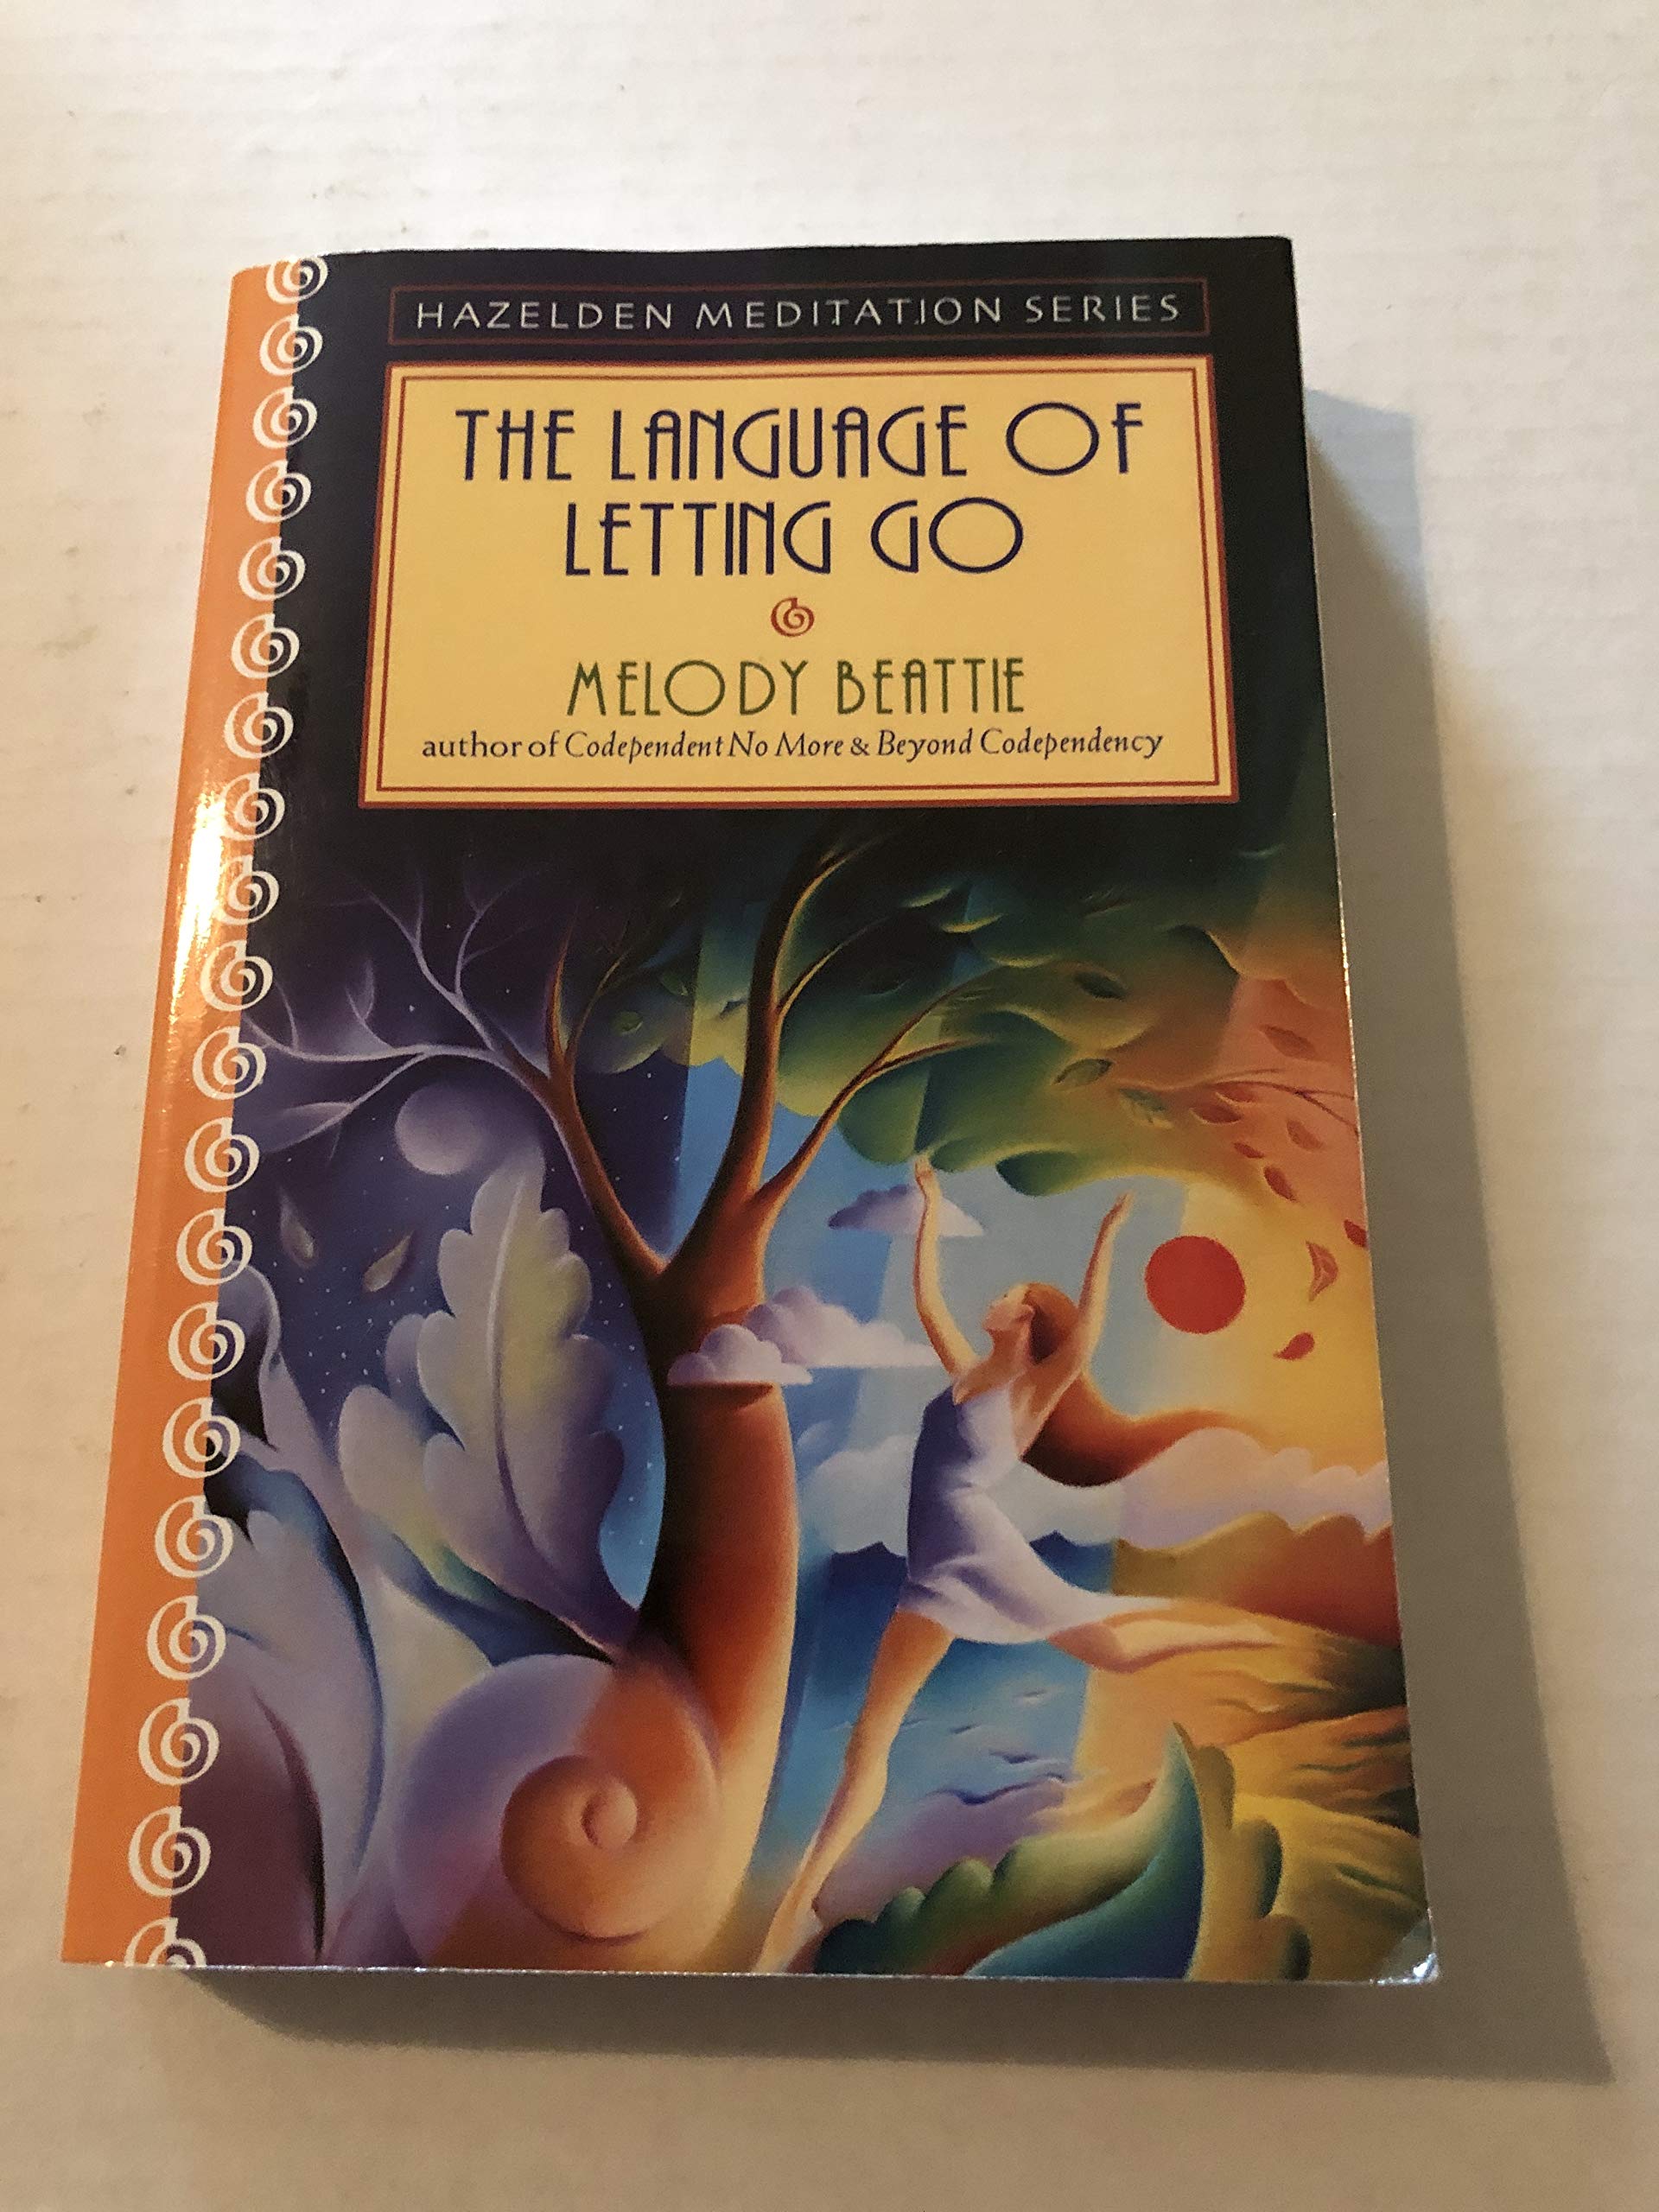 HAZELDEN MEDITATION SERIES
THE LANGUAGE OF
LETTING GO
MELODY BEATTIE
author of Codependent No More & Beyond Codependency